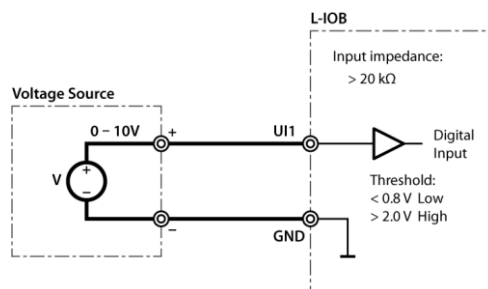 L-IOB
Input impedance:
> 20 kΩ
Voltage Source
0 – 10V
+
UI1
Digital
Input
V
+
–
Threshold:
< 0.8 V Low
> 2.0 V High
–
GND